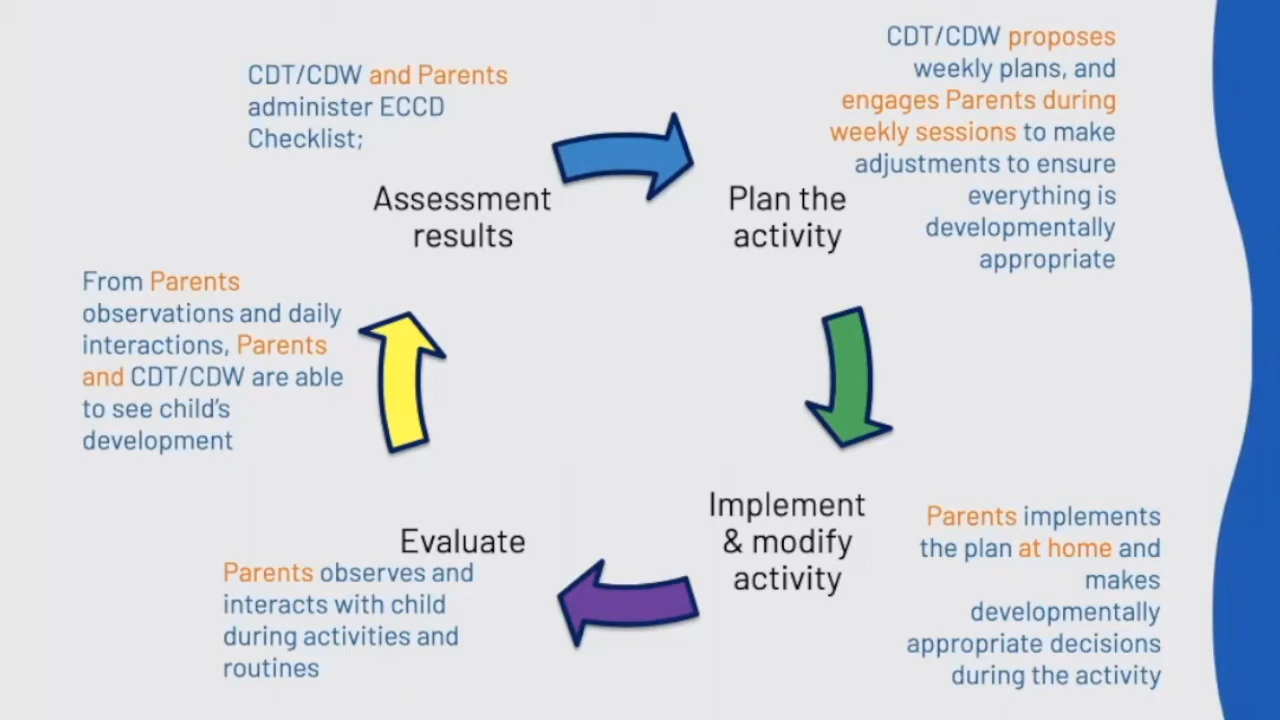 CDT/CDW and Parents
administer ECCD
Checklist;
Assessment
results
CDT/CDW proposes
weekly plans, and
engages Parents during
weekly sessions to make
adjustments to ensure
everything is
developmentally
appropriate
Plan the
activity
Implement
& modify
activity
Parents implements
the plan at home and
makes
developmentally
appropriate decisions
during the activity
Evaluate
Parents observes and
interacts with child
during activities and
routines
From Parents
observations and daily
interactions, Parents
and CDT/CDW are able
to see child's
development